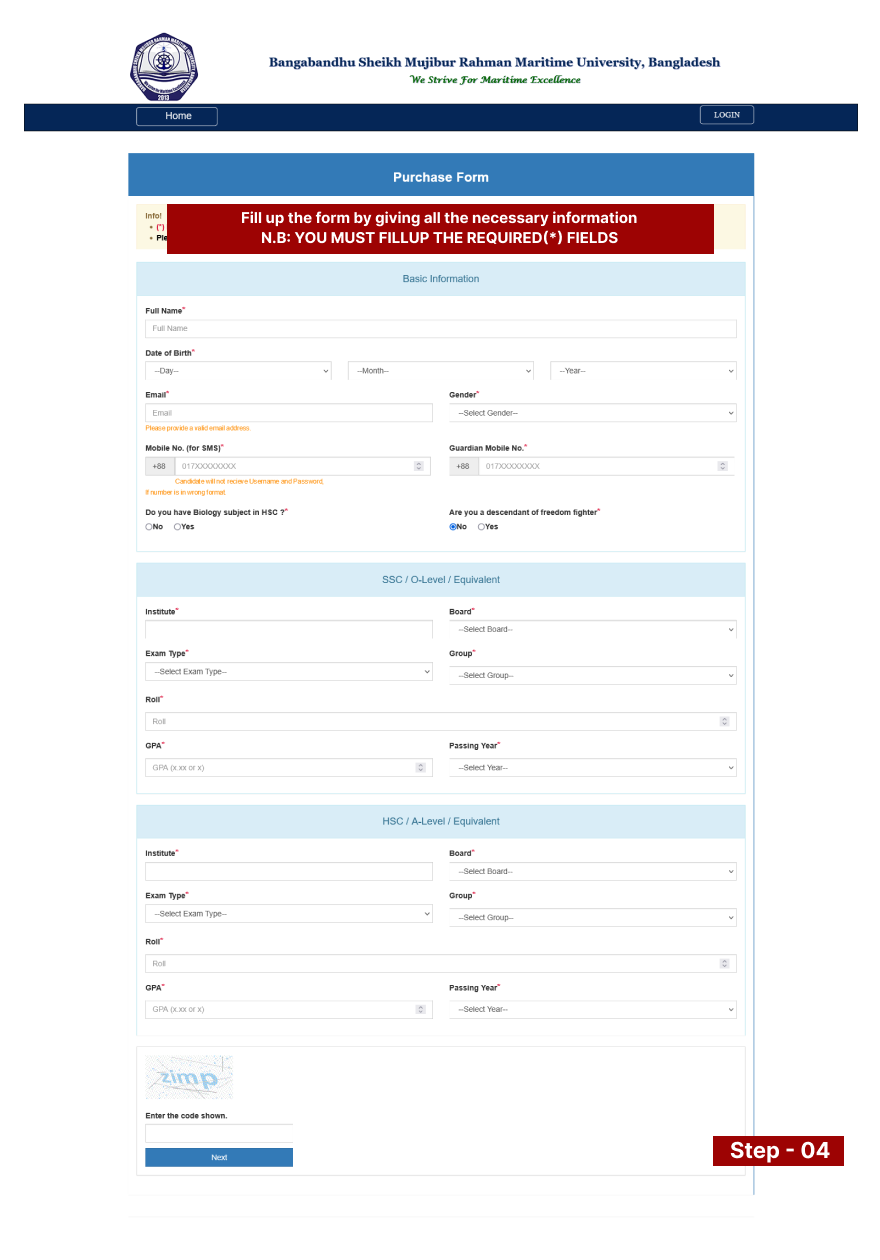 Bangabandhu Sheikh Mujibur Rahman Maritime University, Bangladesh
We Strive For Maritime Excellence
2013
Home
LOGIN
Purchase Form
Info!
(*)
Fill up the form by giving all the necessary information
N.B: YOU MUST FILLUP THE REQUIRED(*) FIELDS
Basic Information
Full Name*
Full Name
Date of Birth*
--Day-- --Month-- --Year--
Email* Gender*
Email --Select Gender--
Please provide a valid email address.
Mobile No. (for SMS)* Guardian Mobile No.*
+88 017XXXXXXXX +88 017XXXXXXXX
Candidate will not recieve Username and Password,
If number is in wrong format.
Do you have Biology subject in HSC ?* Are you a descendant of freedom fighter*
No Yes No Yes
SSC / O-Level / Equivalent
Institute* Board*
--Select Board--
Exam Type* Group*
--Select Exam Type-- --Select Group--
Roll*
Roll
GPA* Passing Year*
GPA (x.xx or x) --Select Year--
HSC / A-Level / Equivalent
Institute* Board*
--Select Board--
Exam Type* Group*
--Select Exam Type-- --Select Group--
Roll*
Roll
GPA* Passing Year*
GPA (x.xx or x) --Select Year--
zimp
Enter the code shown.
Next
Step - 04